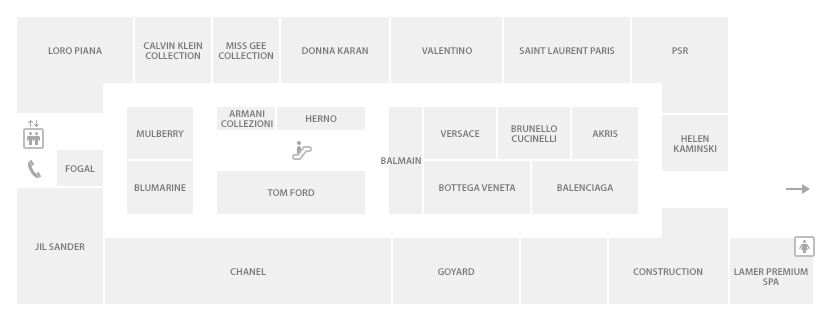 LORO PIANA
CALVIN KLEIN
COLLECTION
MISS GEE
COLLECTION
DONNA KARAN
VALENTINO
SAINT LAURENT PARIS
PSR
MULBERRY
ARMANI
COLLEZIONI
HERNO
BALMAIN
VERSACE
BRUNELLO
CUCINELLI
AKRIS
HELEN
KAMINSKI
FOGAL
BLUMARINE
TOM FORD
BOTTEGA VENETA
BALENCIAGA
JIL SANDER
CHANEL
GOYARD
CONSTRUCTION
LAMER PREMIUM
SPA